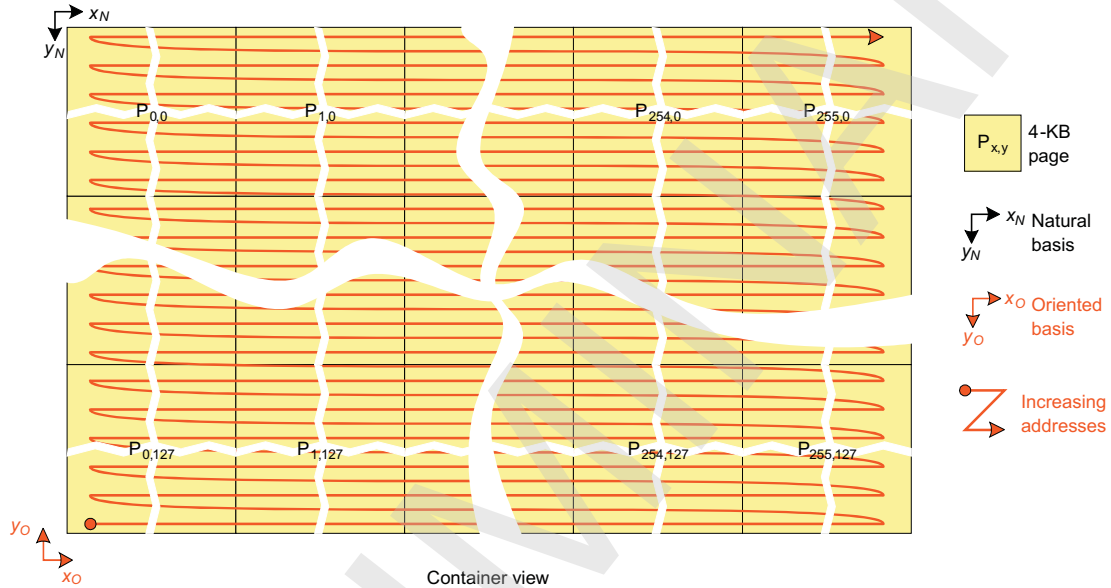 x_N
y_N
P_0,0 P_1,0 P_254,0 P_255,0
P_x,y
4-KB
page
x_N Natural
basis
y_N
x_O Oriented
basis
y_O
Increasing
addresses
P_0,127 P_1,127 P_254,127 P_255,127
y_O
x_O
Container view